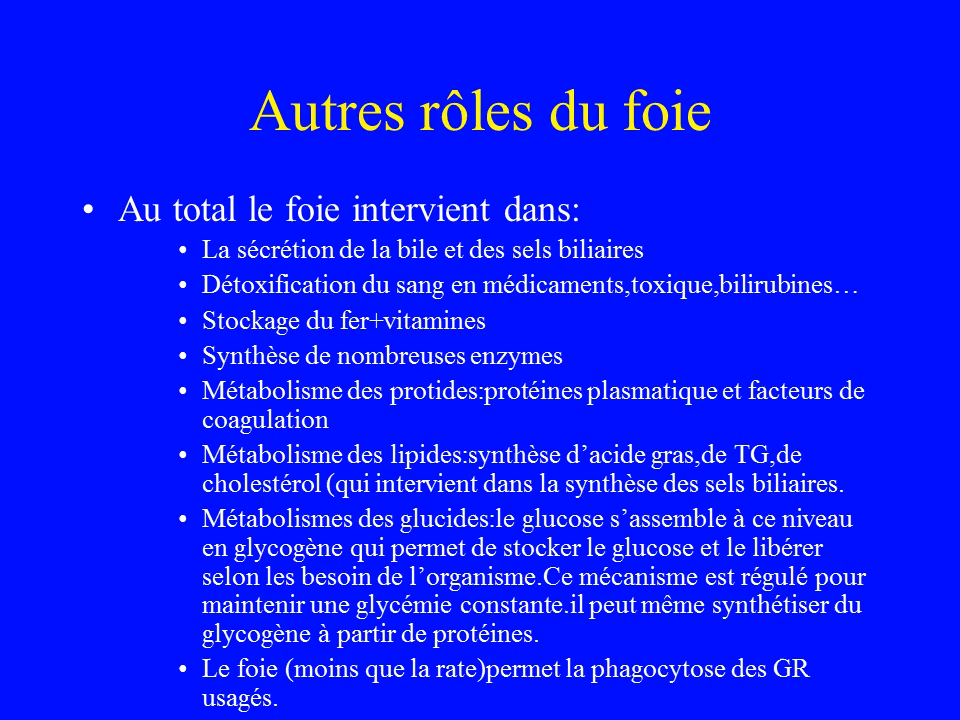 Autres rôles du foie
• Au total le foie intervient dans:
• La sécrétion de la bile et des sels biliaires
• Détoxification du sang en médicaments,toxique,bilirubines…
• Stockage du fer+vitamines
• Synthèse de nombreuses enzymes
• Métabolisme des protides:protéines plasmatique et facteurs de
coagulation
• Métabolisme des lipides:synthèse d’acide gras,de TG,de
cholestérol (qui intervient dans la synthèse des sels biliaires.
• Métabolismes des glucides:le glucose s’assemble à ce niveau
en glycogène qui permet de stocker le glucose et le libérer
selon les besoin de l’organisme.Ce mécanisme est régulé pour
maintenir une glycémie constante.il peut même synthétiser du
glycogène à partir de protéines.
• Le foie (moins que la rate)permet la phagocytose des GR
usagés.